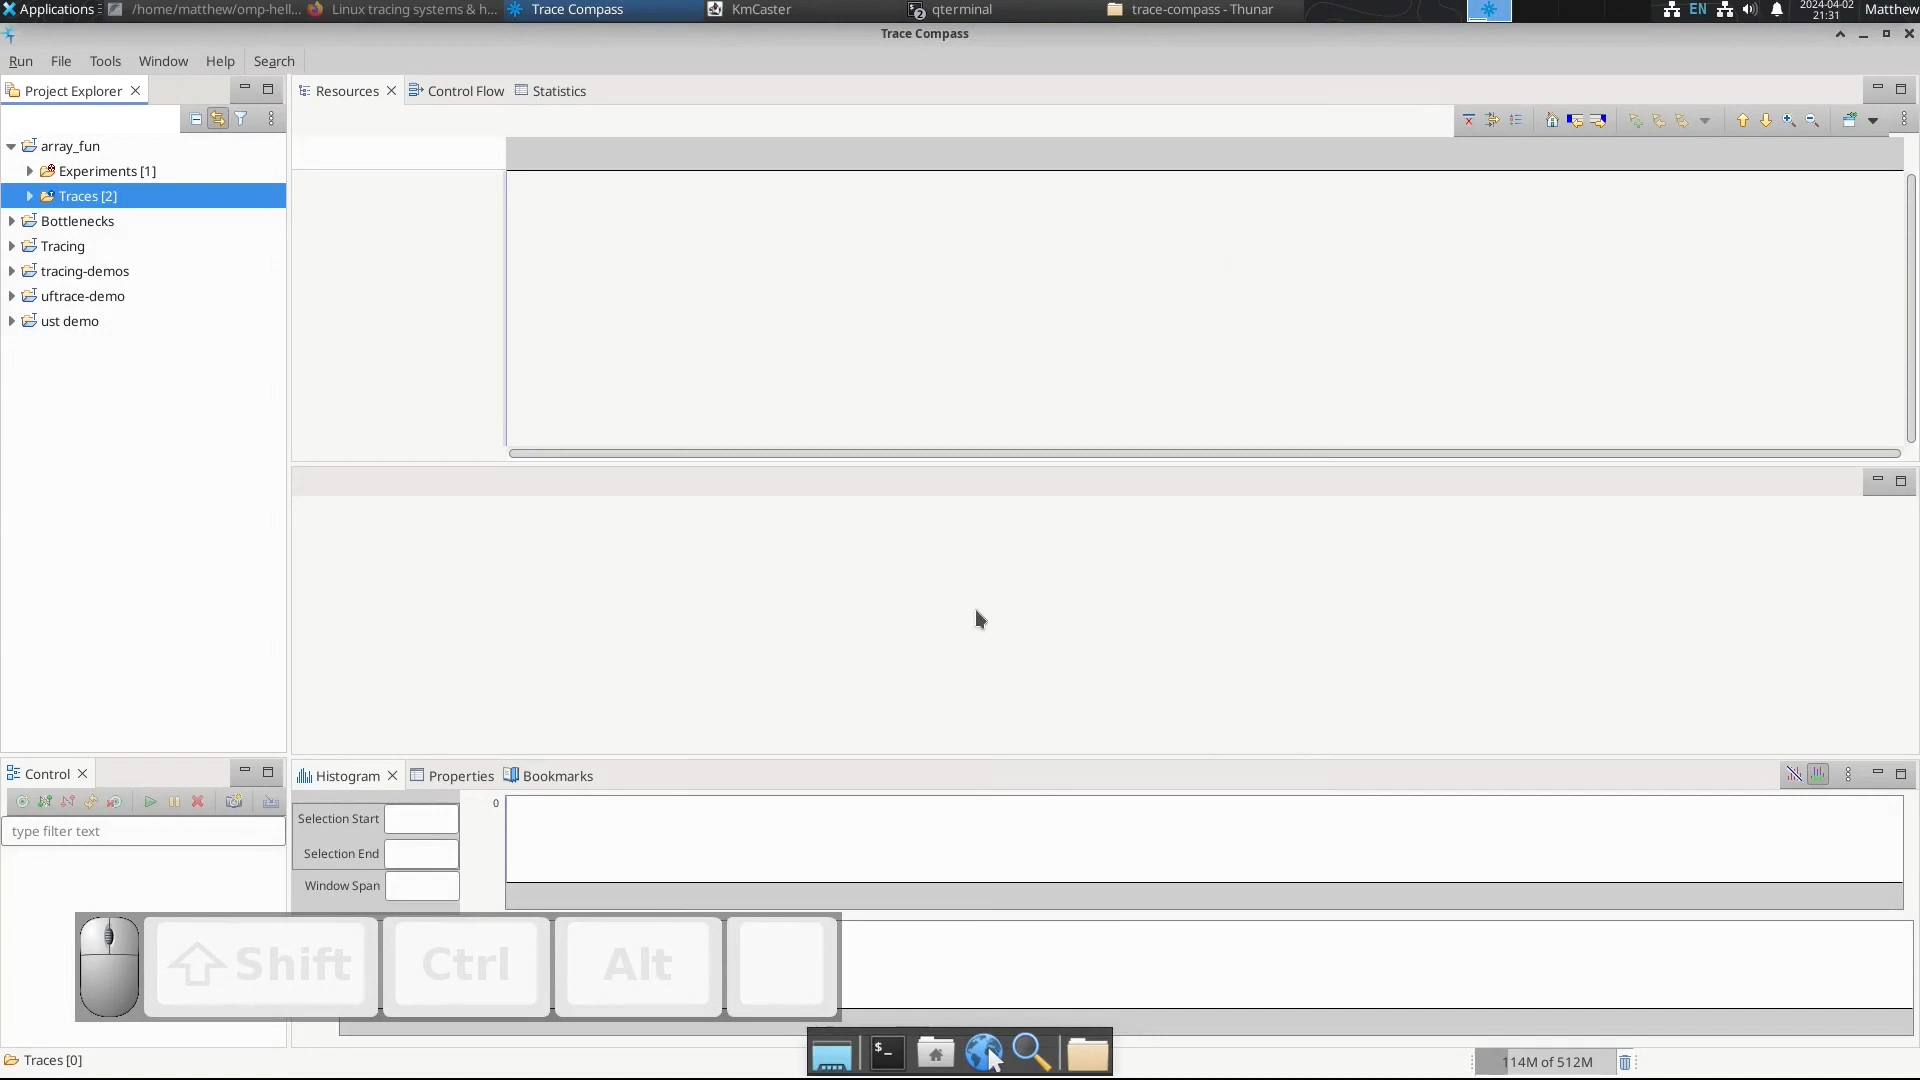 Applications
/home/matthew/omp-hell...
Linux tracing systems & h...
Trace Compass
KmCaster
qterminal
trace-compass - Thunar
EN
2024-04-02
21:31
Matthew
Trace Compass
Run File Tools Window Help Search
Project Explorer
Resources Control Flow Statistics
array_fun
Experiments [1]
Traces [2]
Bottlenecks
Tracing
tracing-demos
uftrace-demo
ust demo
Control
type filter text
Histogram Properties Bookmarks
Selection Start
Selection End
Window Span
0
Shift Ctrl Alt
$_
Traces [0]
114M of 512M